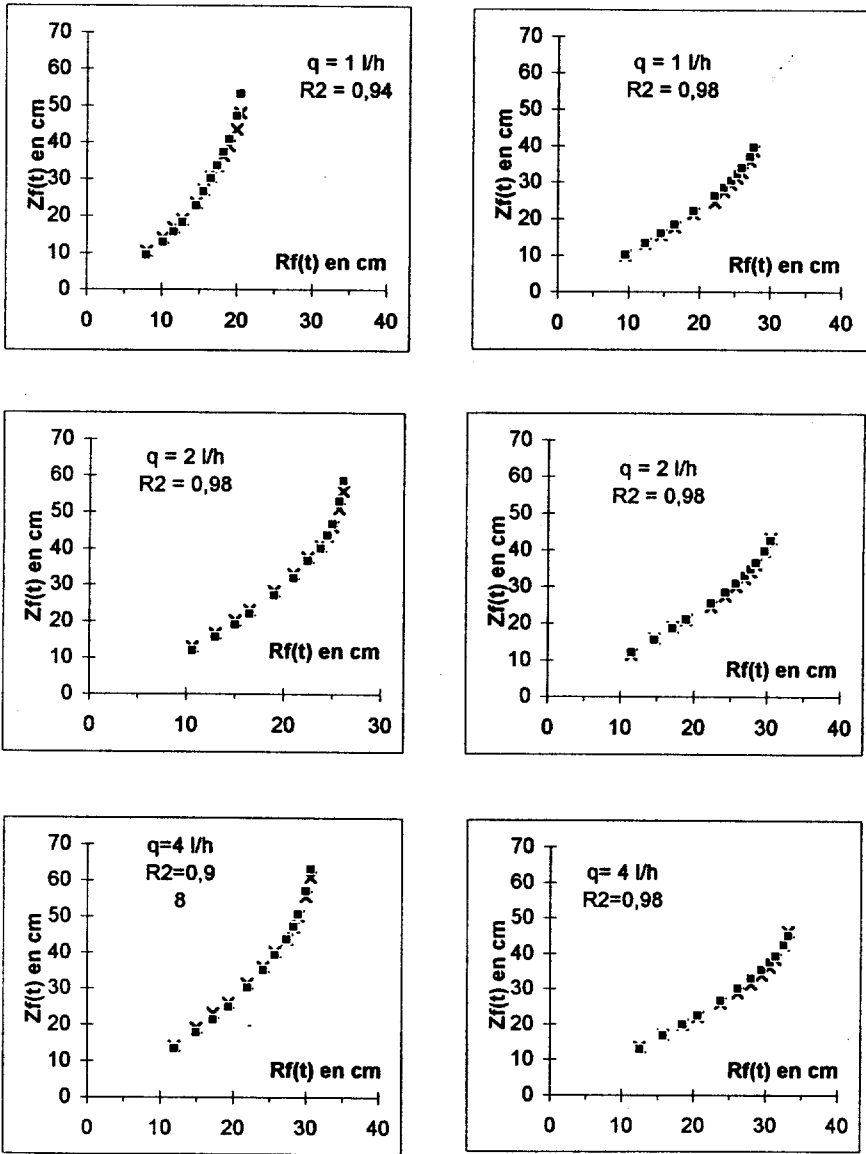 70
60
50
40
30
20
10
0
Zf(t) en cm
q = 1 l/h
R2 = 0,94
Rf(t) en cm
0 10 20 30 40
70
60
50
40
30
20
10
0
Zf(t) en cm
q = 1 l/h
R2 = 0,98
Rf(t) en cm
0 10 20 30 40
70
60
50
40
30
20
10
0
Zf(t) en cm
q = 2 l/h
R2 = 0,98
Rf(t) en cm
0 10 20 30
70
60
50
40
30
20
10
0
Zf(t) en cm
q = 2 l/h
R2 = 0,98
Rf(t) en cm
0 10 20 30 40
70
60
50
40
30
20
10
0
Zf(t) en cm
q=4 l/h
R2=0,9
8
Rf(t) en cm
0 10 20 30 40
70
60
50
40
30
20
10
0
Zf(t) en cm
q= 4 l/h
R2=0,98
Rf(t) en cm
0 10 20 30 40